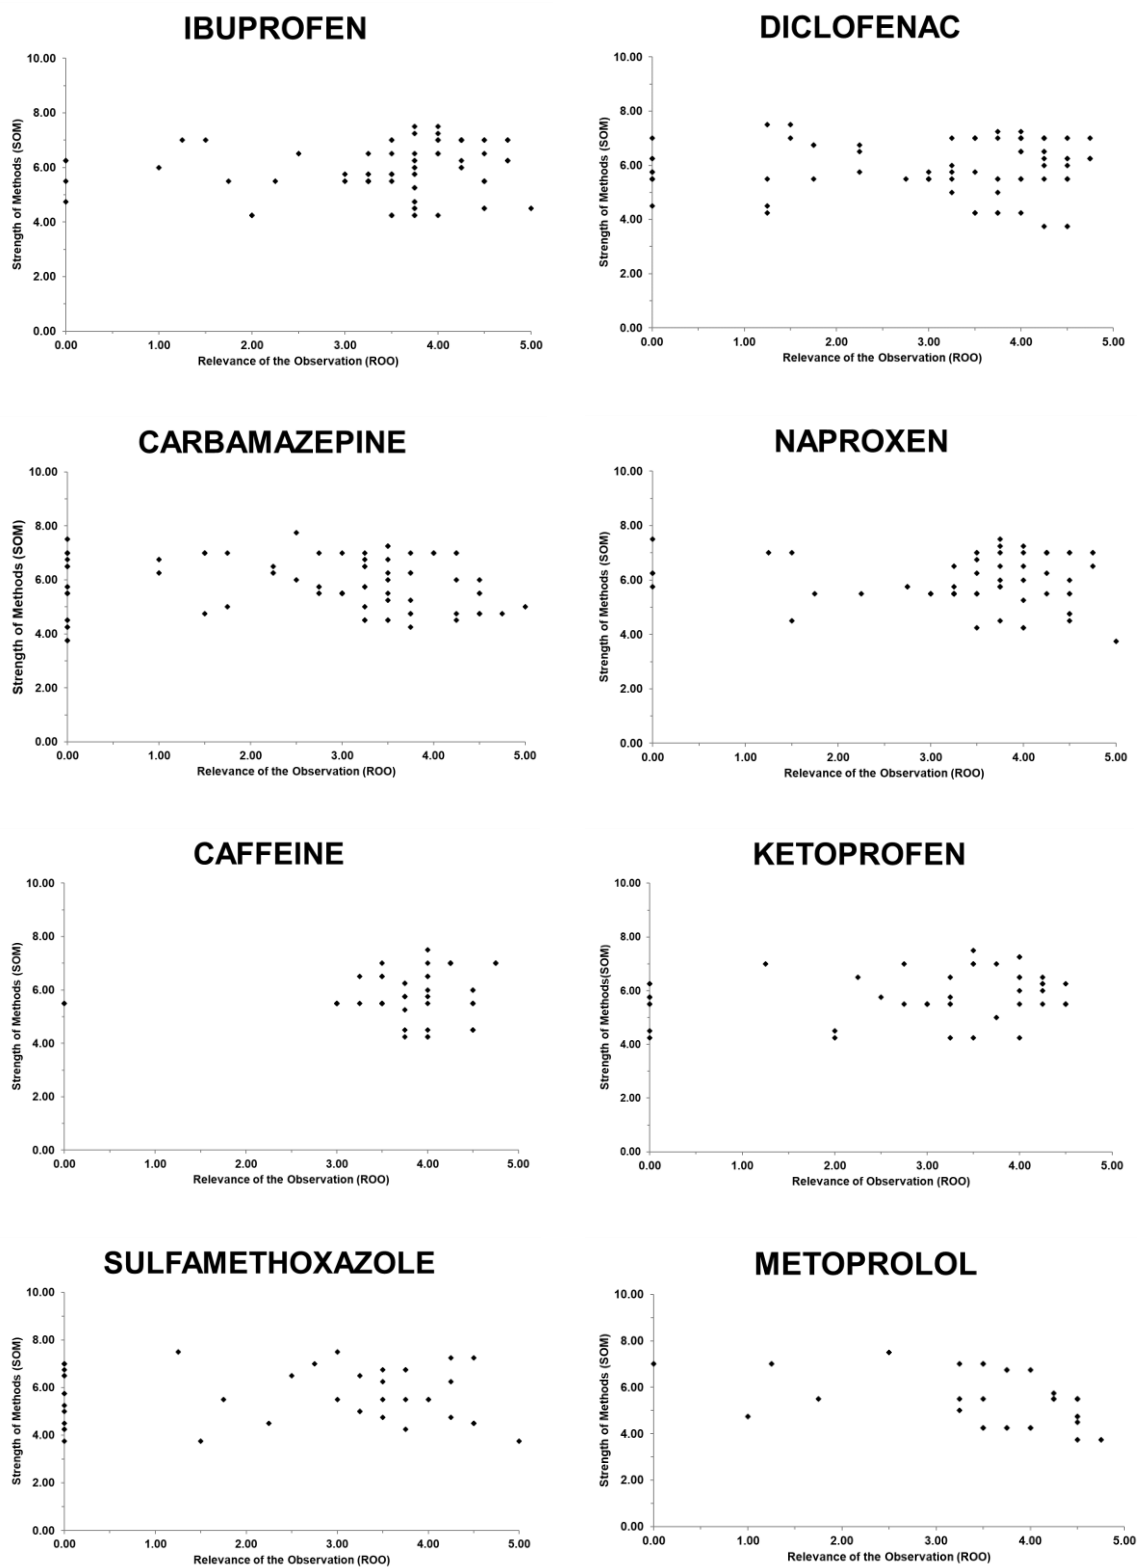 IBUPROFEN
10.00
8.00
6.00
4.00
2.00
0.00
Strength of Methods (SOM)
0.00 1.00 2.00 3.00 4.00 5.00
Relevance of the Observation (ROO)
DICLOFENAC
10.00
8.00
6.00
4.00
2.00
0.00
Strength of Methods (SOM)
0.00 1.00 2.00 3.00 4.00 5.00
Relevance of the Observation (ROO)
CARBAMAZEPINE
10.00
8.00
6.00
4.00
2.00
0.00
Strength of Methods (SOM)
0.00 1.00 2.00 3.00 4.00 5.00
Relevance of the Observation (ROO)
NAPROXEN
10.00
8.00
6.00
4.00
2.00
0.00
Strength of Methods (SOM)
0.00 1.00 2.00 3.00 4.00 5.00
Relevance of the Observation (ROO)
CAFFEINE
10.00
8.00
6.00
4.00
2.00
0.00
Strength of Methods (SOM)
0.00 1.00 2.00 3.00 4.00 5.00
Relevance of the Observation (ROO)
KETOPROFEN
10.00
8.00
6.00
4.00
2.00
0.00
Strength of Methods(SOM)
0.00 1.00 2.00 3.00 4.00 5.00
Relevance of Observation (ROO)
SULFAMETHOXAZOLE
10.00
8.00
6.00
4.00
2.00
0.00
Strength of Methods (SOM)
0.00 1.00 2.00 3.00 4.00 5.00
Relevance of the Observation (ROO)
METOPROLOL
10.00
8.00
6.00
4.00
2.00
0.00
Strength of Methods (SOM)
0.00 1.00 2.00 3.00 4.00 5.00
Relevance of the Observation (ROO)